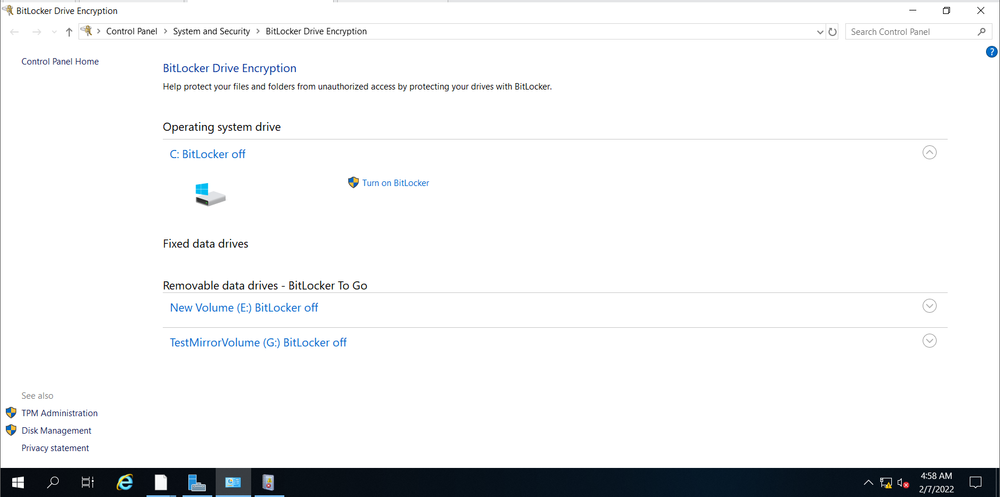 BitLocker Drive Encryption
Control Panel
System and Security
BitLocker Drive Encryption
Search Control Panel
?
Control Panel Home
BitLocker Drive Encryption
Help protect your files and folders from unauthorized access by protecting your drives with BitLocker.
Operating system drive
C: BitLocker off
Turn on BitLocker
Fixed data drives
Removable data drives - BitLocker To Go
New Volume (E:) BitLocker off
TestMirrorVolume (G:) BitLocker off
See also
TPM Administration
Disk Management
Privacy statement
4:58 AM
2/7/2022